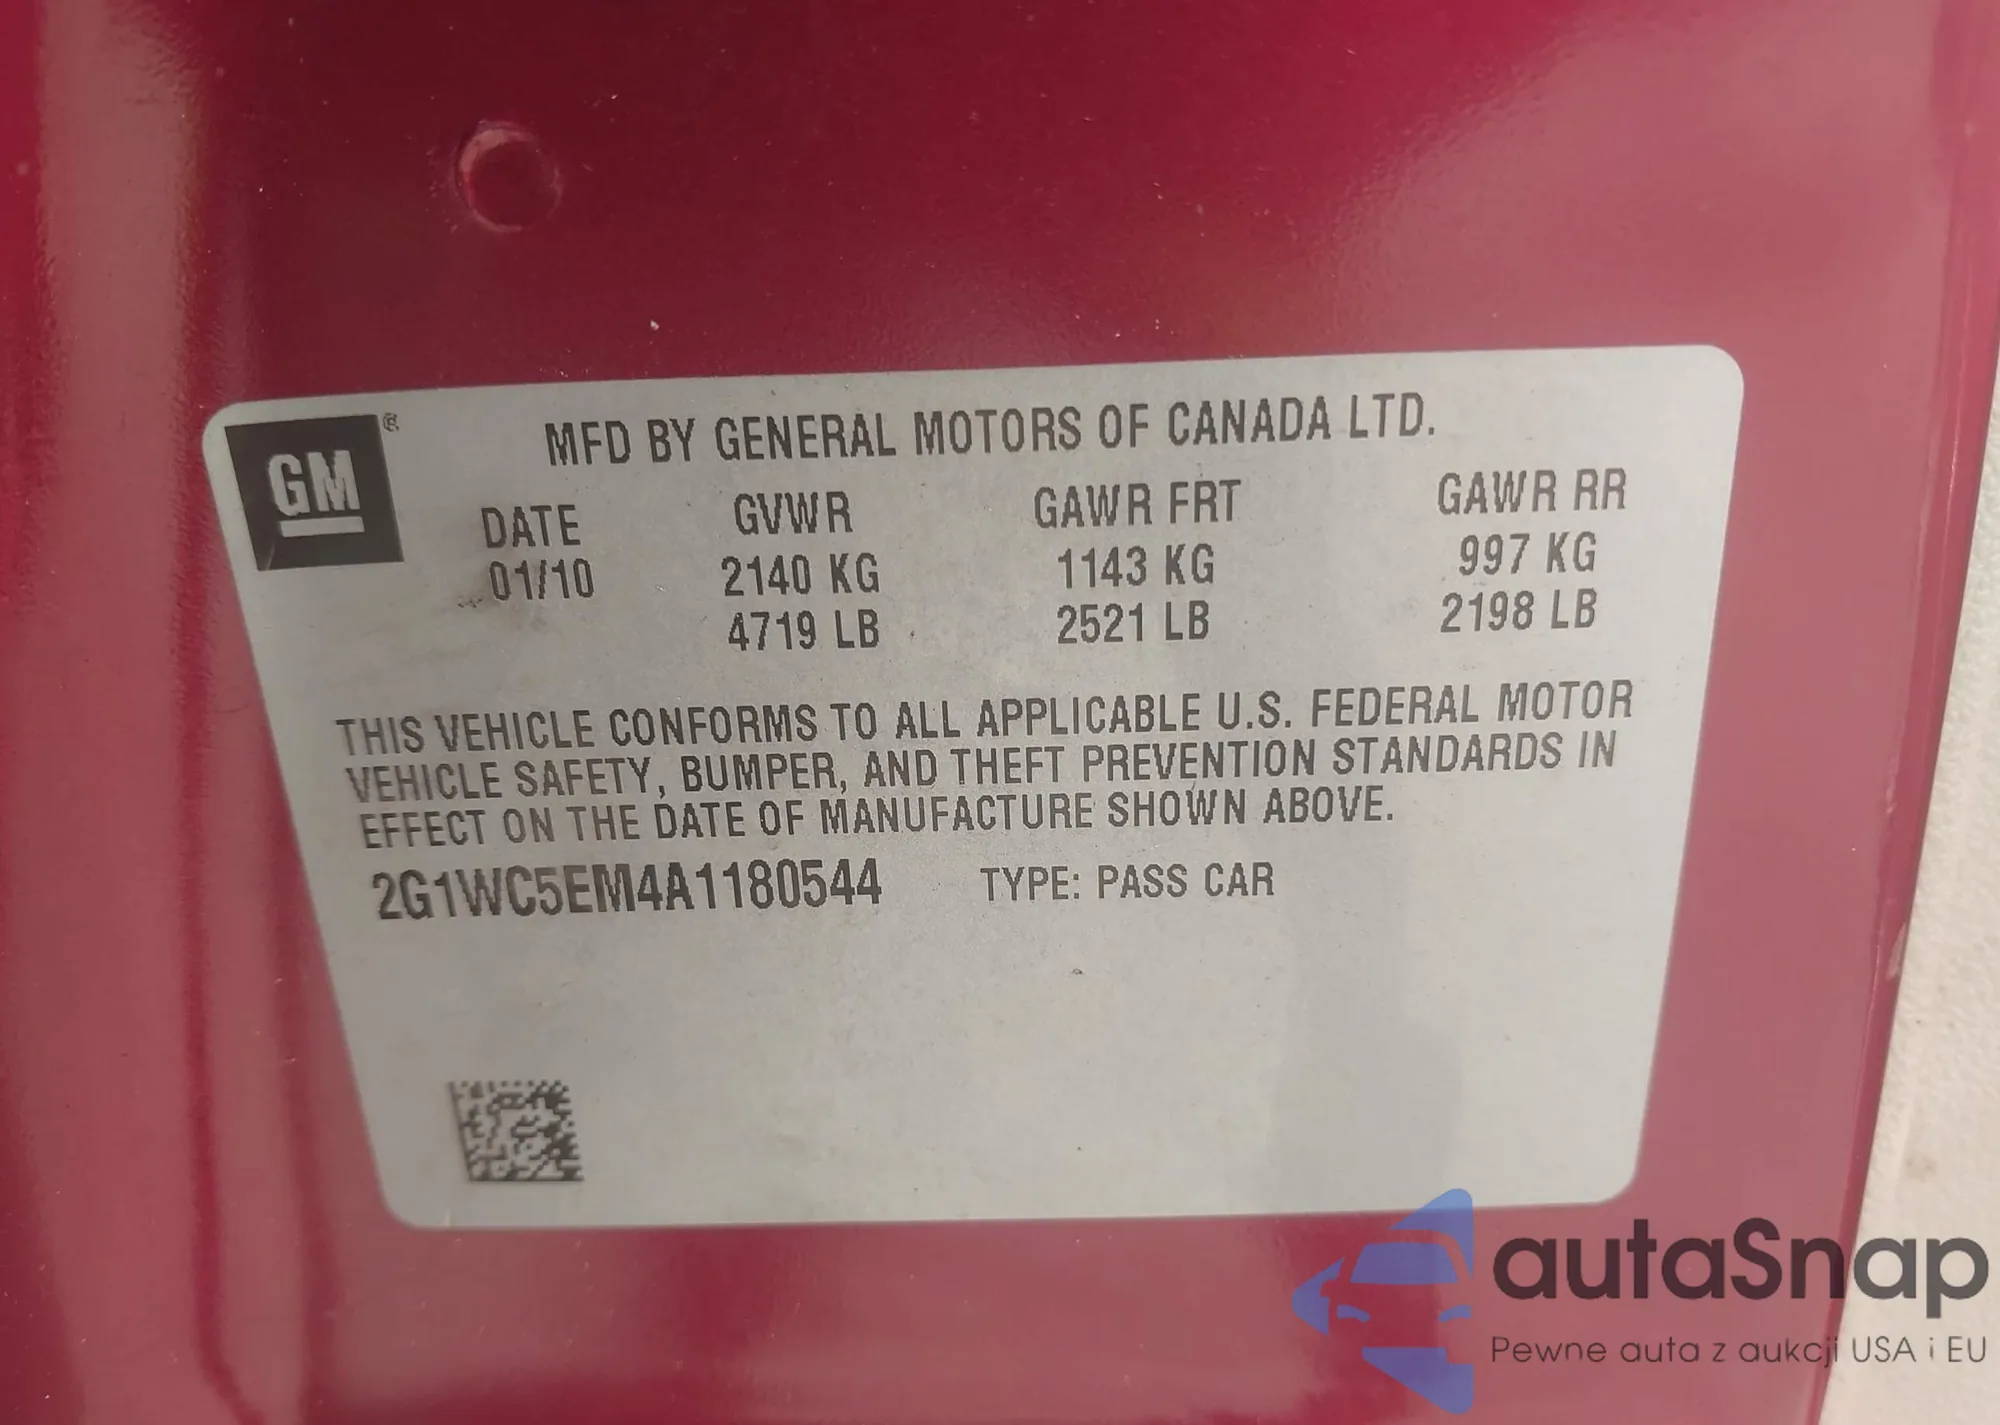 GM®
MFD BY GENERAL MOTORS OF CANADA LTD.
DATE GVWR GAWR FRT GAWR RR
01/10 2140 KG 1143 KG 997 KG
4719 LB 2521 LB 2198 LB
THIS VEHICLE CONFORMS TO ALL APPLICABLE U.S. FEDERAL MOTOR
VEHICLE SAFETY, BUMPER, AND THEFT PREVENTION STANDARDS IN
EFFECT ON THE DATE OF MANUFACTURE SHOWN ABOVE.
2G1WC5EM4A1180544 TYPE: PASS CAR
autaSnap
Pewne auta z aukcji USA i EU